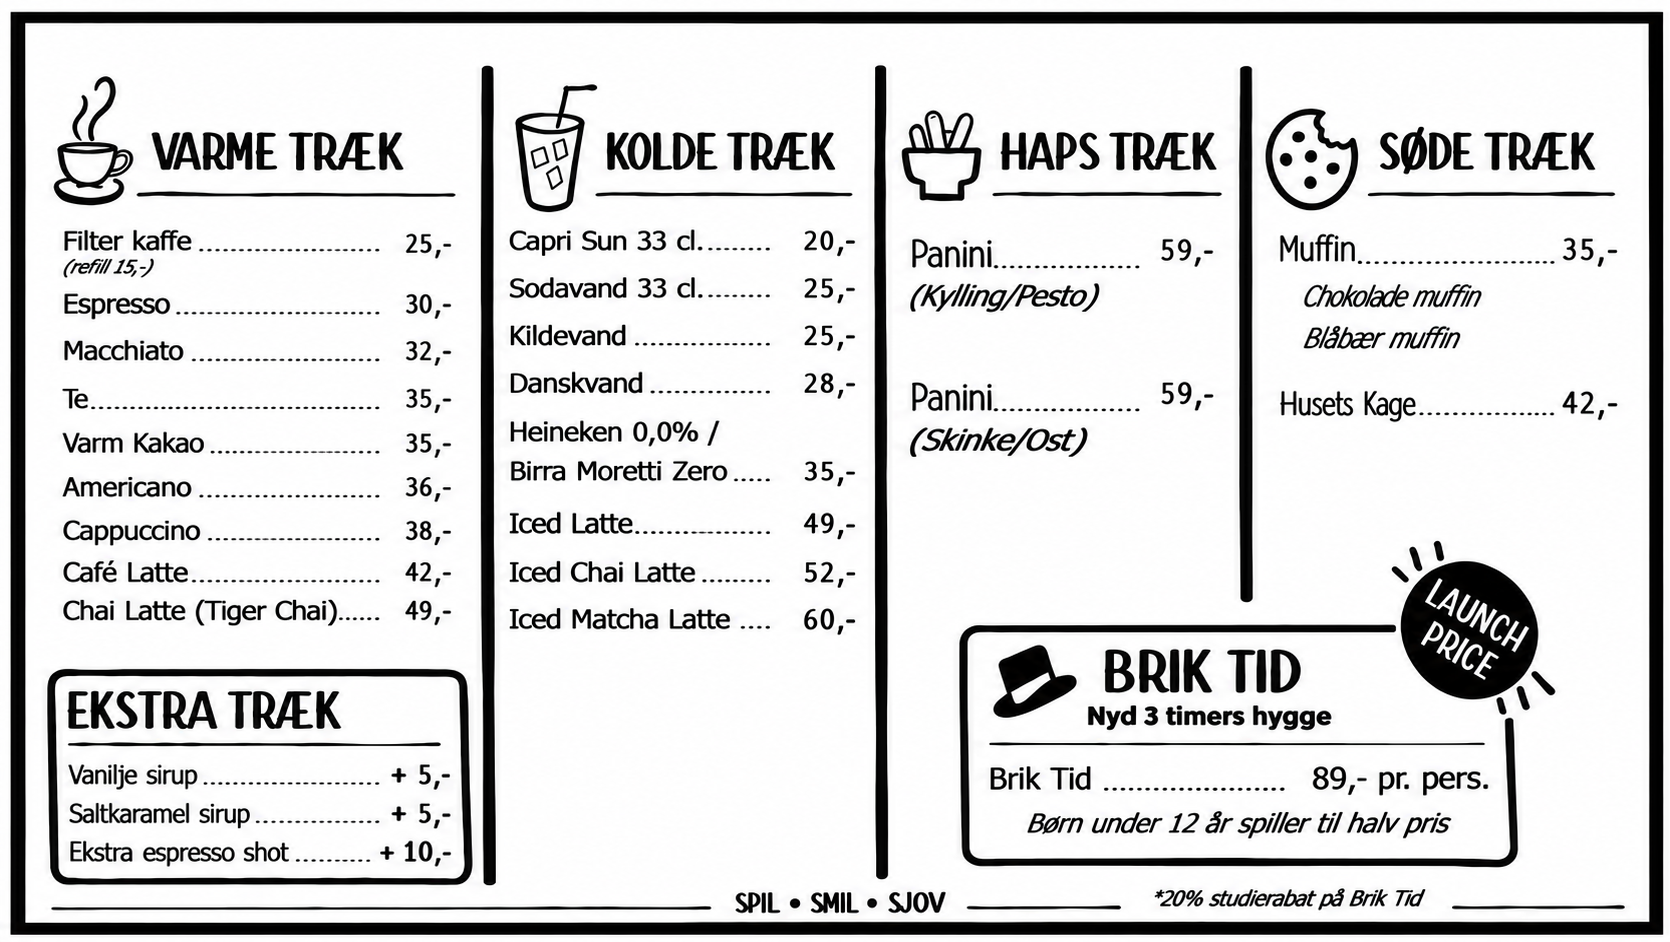 VARME TRÆK
Filter kaffe ........................... 25,-
(refill 15,-)
Espresso .............................. 30,-
Macchiato ............................ 32,-
Te........................................... 35,-
Varm Kakao ......................... 35,-
Americano ........................... 36,-
Cappuccino .......................... 38,-
Café Latte............................ 42,-
Chai Latte (Tiger Chai)...... 49,-
EKSTRA TRÆK
Vanilje sirup .......................... + 5,-
Saltkaramel sirup .................. + 5,-
Ekstra espresso shot .......... + 10,-
KOLDE TRÆK
Capri Sun 33 cl......... 20,-
Sodavand 33 cl......... 25,-
Kildevand .................... 25,-
Danskvand .................. 28,-
Heineken 0,0% /
Birra Moretti Zero ..... 35,-
Iced Latte.................... 49,-
Iced Chai Latte .......... 52,-
Iced Matcha Latte .... 60,-
HAPS TRÆK
Panini...................... 59,-
(Kylling/Pesto)
Panini...................... 59,-
(Skinke/Ost)
SØDE TRÆK
Muffin............................. 35,-
Chokolade muffin
Blåbær muffin
Husets Kage.................... 42,-
LAUNCH
PRICE
BRIK TID
Nyd 3 timers hygge
Brik Tid .......................... 89,- pr. pers.
Børn under 12 år spiller til halv pris
SPIL • SMIL • SJOV
*20% studierabat på Brik Tid